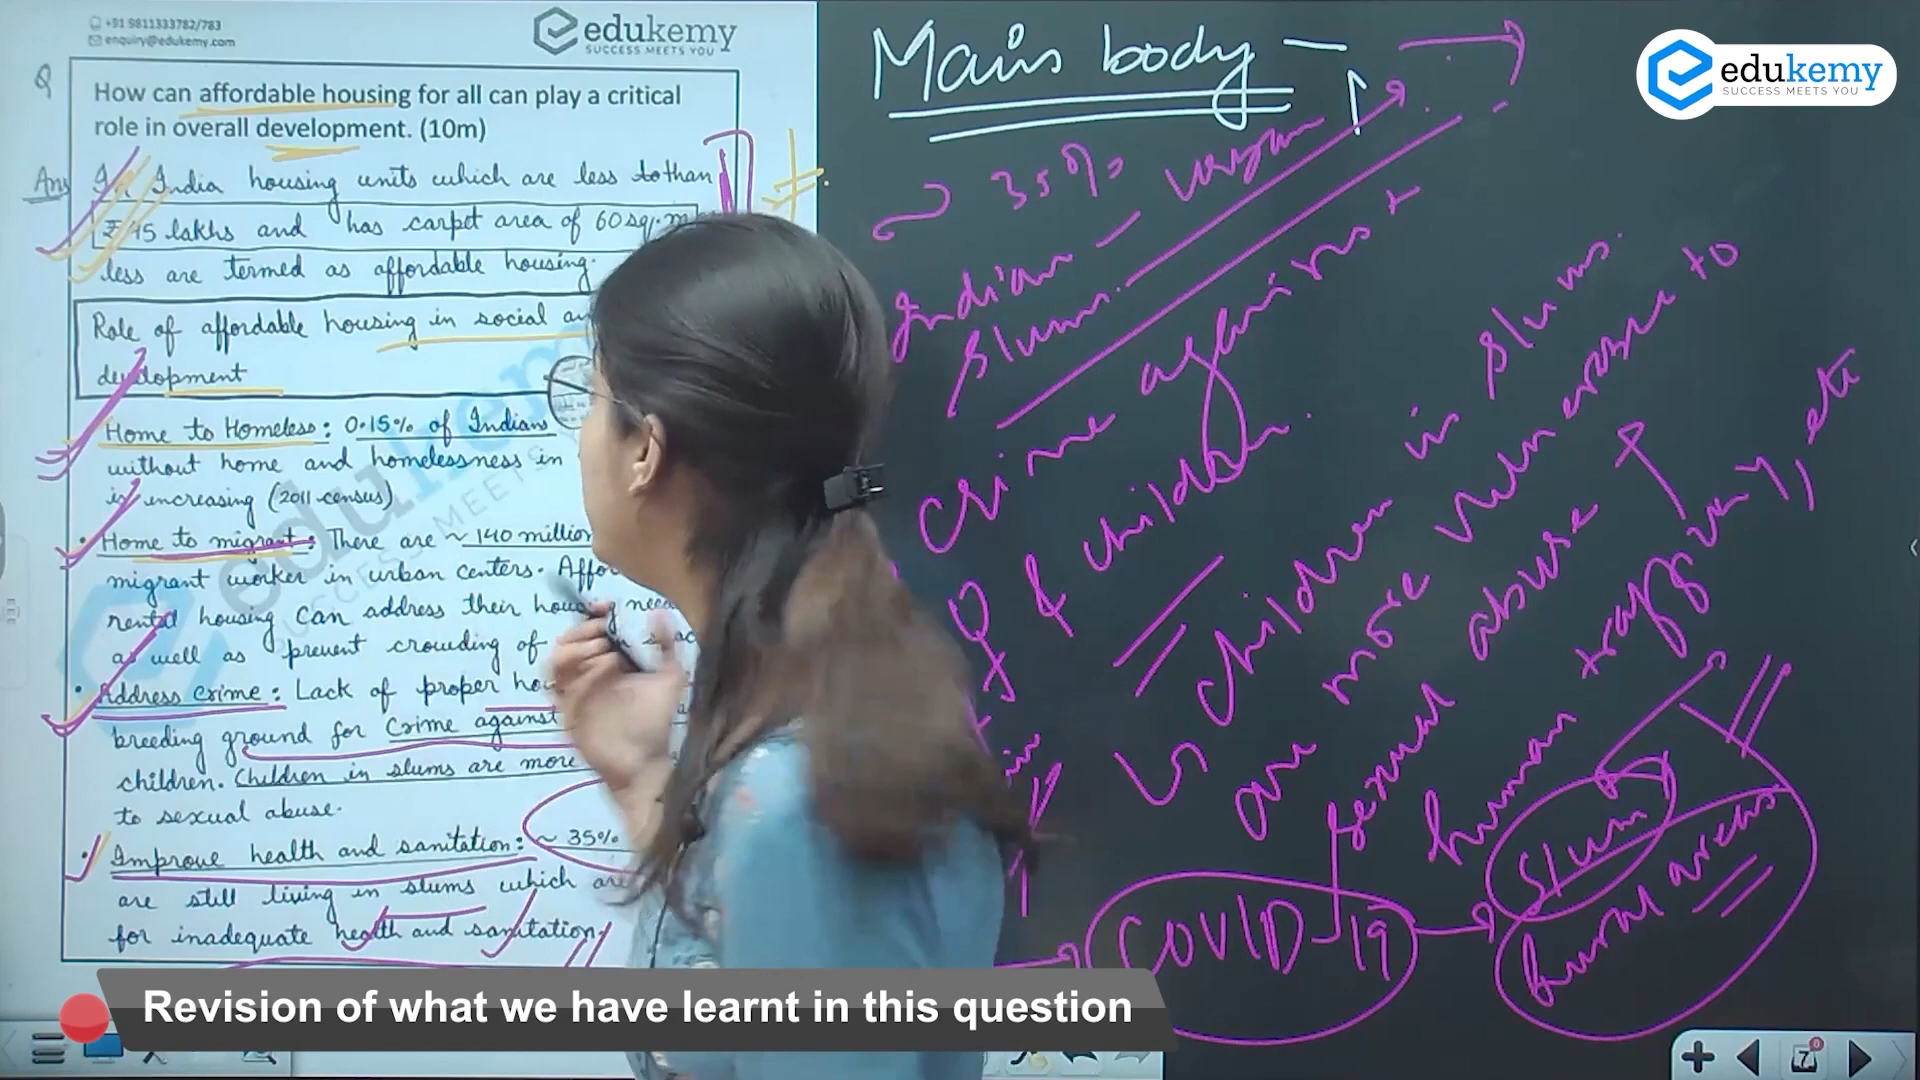 +91 9811333782/783
enquiry@edukemy.com
edukemy
SUCCESS MEETS YOU
Q
How can affordable housing for all can play a critical
role in overall development. (10m)
Ans
In India housing units which are less to than
₹45 lakhs and has carpet area of 60 sq.m
less are termed as affordable housing.
Role of affordable housing in social an
development
Home to Homeless: 0.15% of Indians
without home and homelessness in
is increasing (2011 census)
• Home to migrant: There are ~ 140 million
migrant worker in urban centers. Affo
rental housing can address their housing nee
as well as prevent crowding of
• Address crime: Lack of proper hou
breeding ground for crime against
children. Children in slums are more
to sexual abuse.
• Improve health and sanitation: ~ 35%
are still living in slums which are
for inadequate health and sanitation.
Main body -
~ 35% urban
Indian
slums.
Crime against
& children.
Children in slums.
are more vulnerable to
sexual abuse
human trafficking, etc
COVID-19
slum
rural areas
edukemy
SUCCESS MEETS YOU
Revision of what we have learnt in this question
7
0